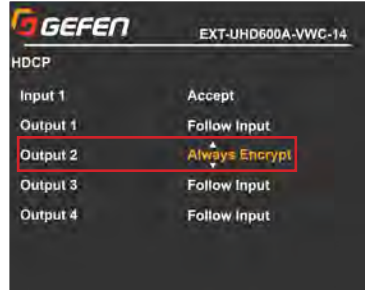 GEFEN
EXT-UHD600A-VWC-14
HDCP
Input 1 Accept
Output 1 Follow Input
Output 2 Always Encrypt
Output 3 Follow Input
Output 4 Follow Input